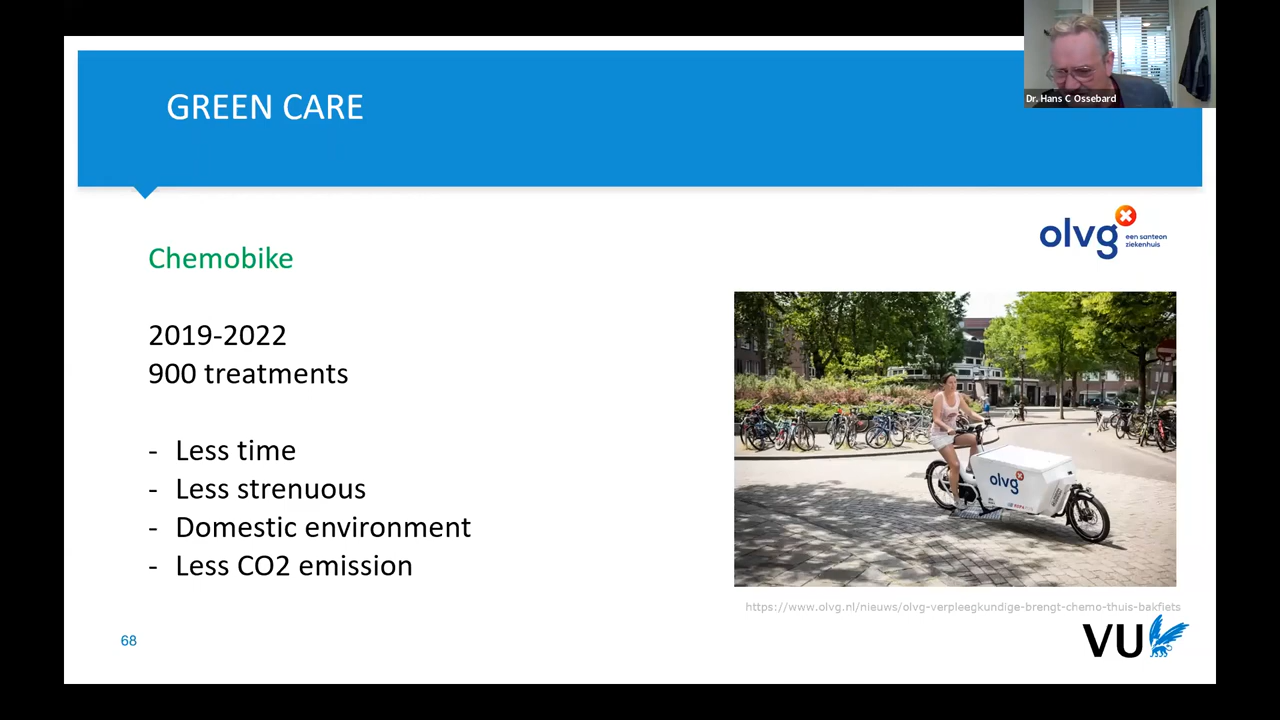 GREEN CARE
Dr. Hans C Ossebard
olvg
een santeon
ziekenhuis
Chemobike
2019-2022
900 treatments
- Less time
- Less strenuous
- Domestic environment
- Less CO2 emission
olvg
https://www.olvg.nl/nieuws/olvg-verpleegkundige-brengt-chemo-thuis-bakfiets
68
VU